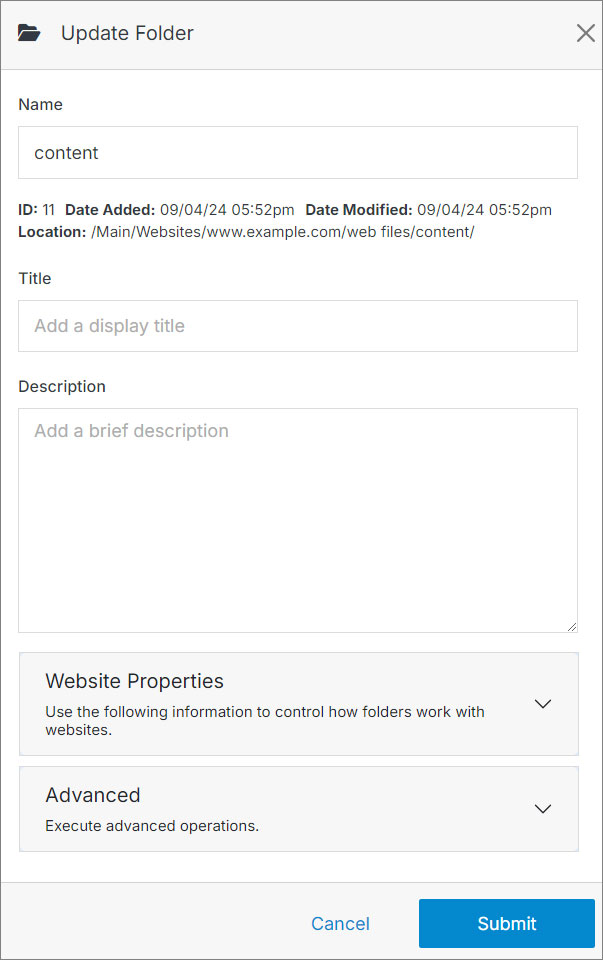 Update Folder
Name
content
ID: 11 Date Added: 09/04/24 05:52pm Date Modified: 09/04/24 05:52pm
Location: /Main/Websites/www.example.com/web files/content/
Title
Add a display title
Description
Add a brief description
Website Properties
Use the following information to control how folders work with
websites.
Advanced
Execute advanced operations.
Cancel Submit